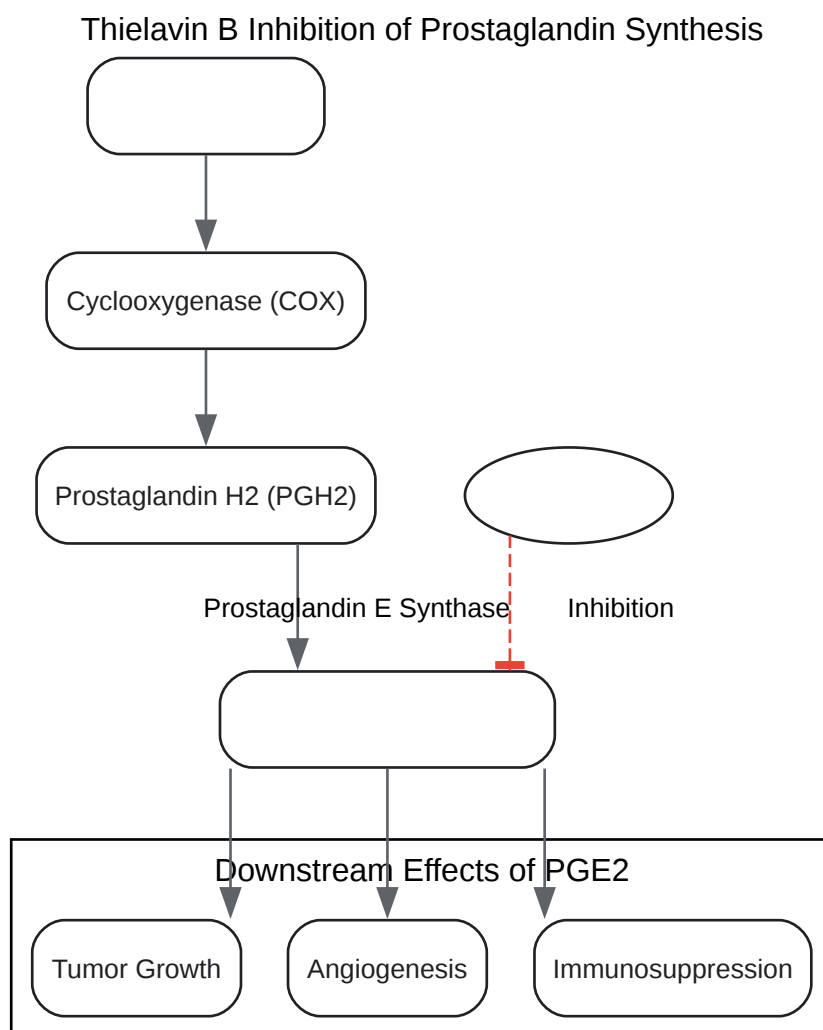 Thielavin B Inhibition of Prostaglandin Synthesis
Cyclooxygenase (COX)
Prostaglandin H2 (PGH2)
Prostaglandin E Synthase
Inhibition
Downstream Effects of PGE2
Tumor Growth
Angiogenesis
Immunosuppression